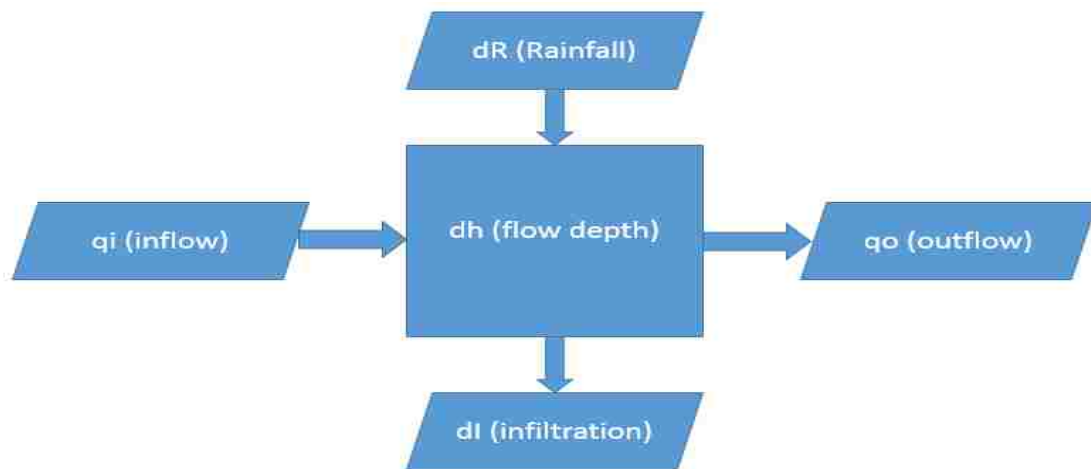 dR (Rainfall)
qi (inflow)
dh (flow depth)
qo (outflow)
dI (infiltration)